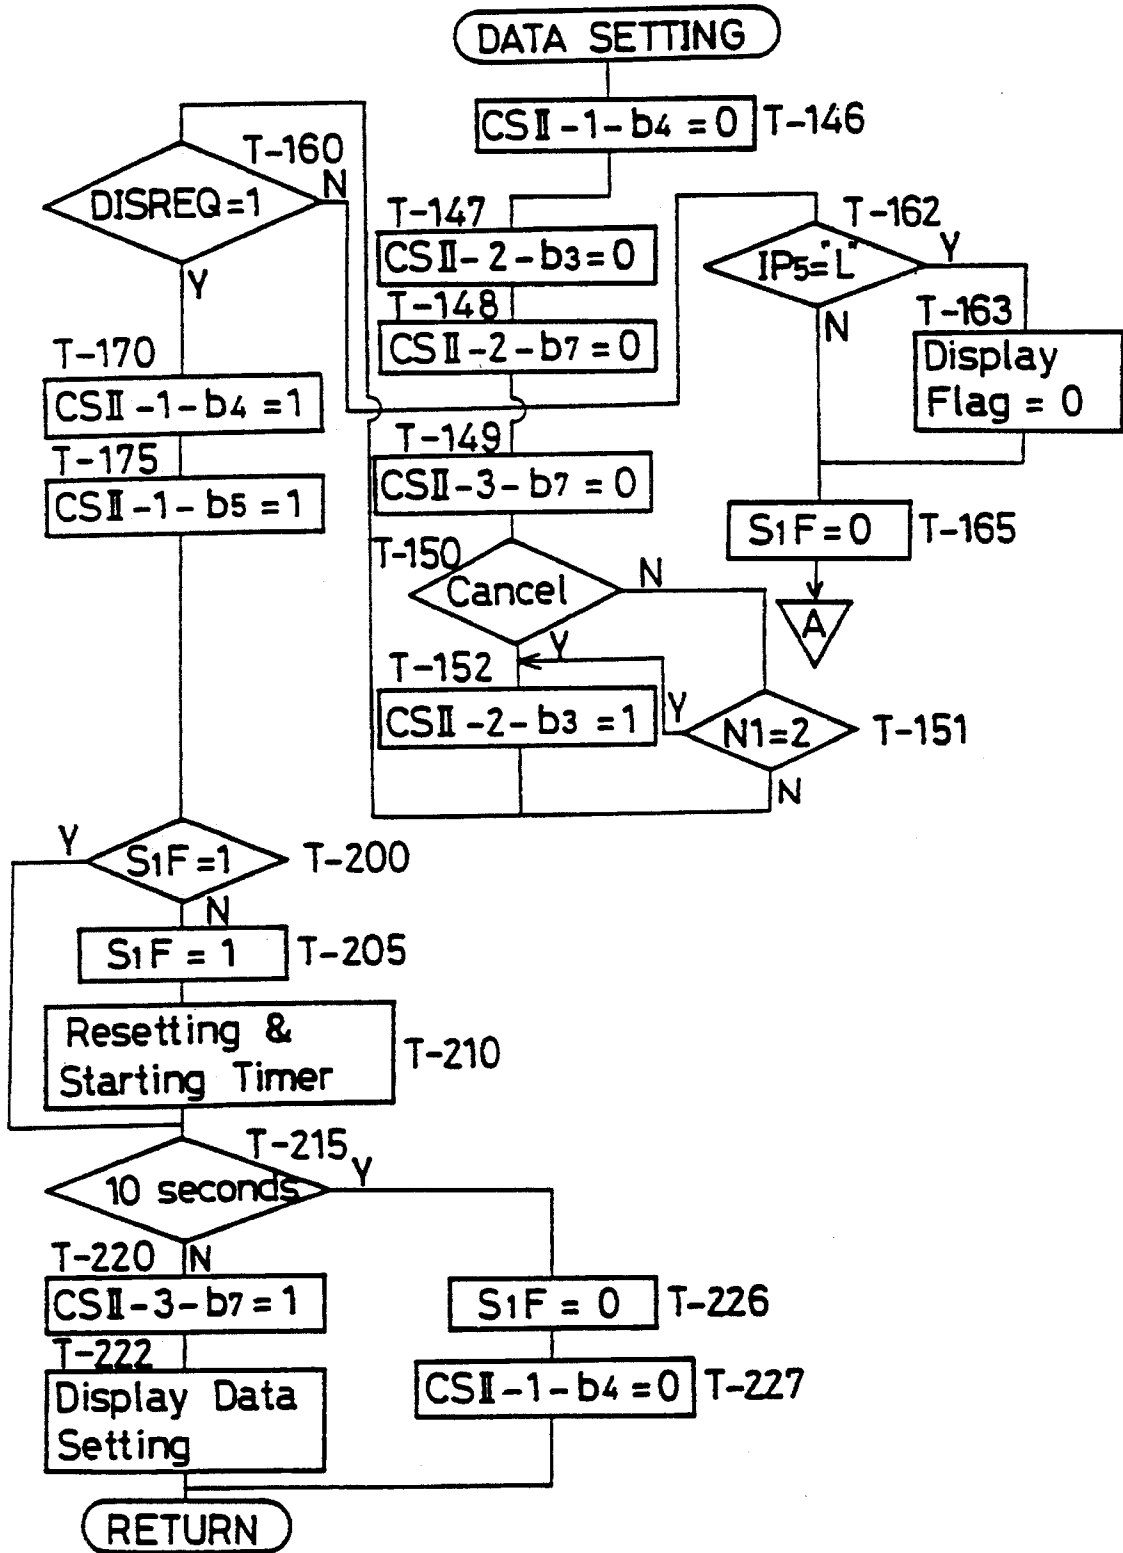 DATA SETTING
CSⅡ-1-b4=0 T-146
T-160
DISREQ=1
N
Y
T-147
CSⅡ-2-b3=0
T-148
CSⅡ-2-b7=0
T-162
IP5="L"
Y
N
T-163
Display
Flag = 0
T-170
CSⅡ-1-b4=1
T-175
CSⅡ-1-b5=1
T-149
CSⅡ-3-b7=0
S1F=0 T-165
A
T-150
Cancel
N
Y
T-152
CSⅡ-2-b3=1
Y
N1=2 T-151
N
Y
S1F=1 T-200
N
S1F=1 T-205
Resetting &
Starting Timer
T-210
T-215
10 seconds
Y
N
T-220
CSⅡ-3-b7=1
T-222
Display Data
Setting
S1F=0 T-226
CSⅡ-1-b4=0 T-227
RETURN